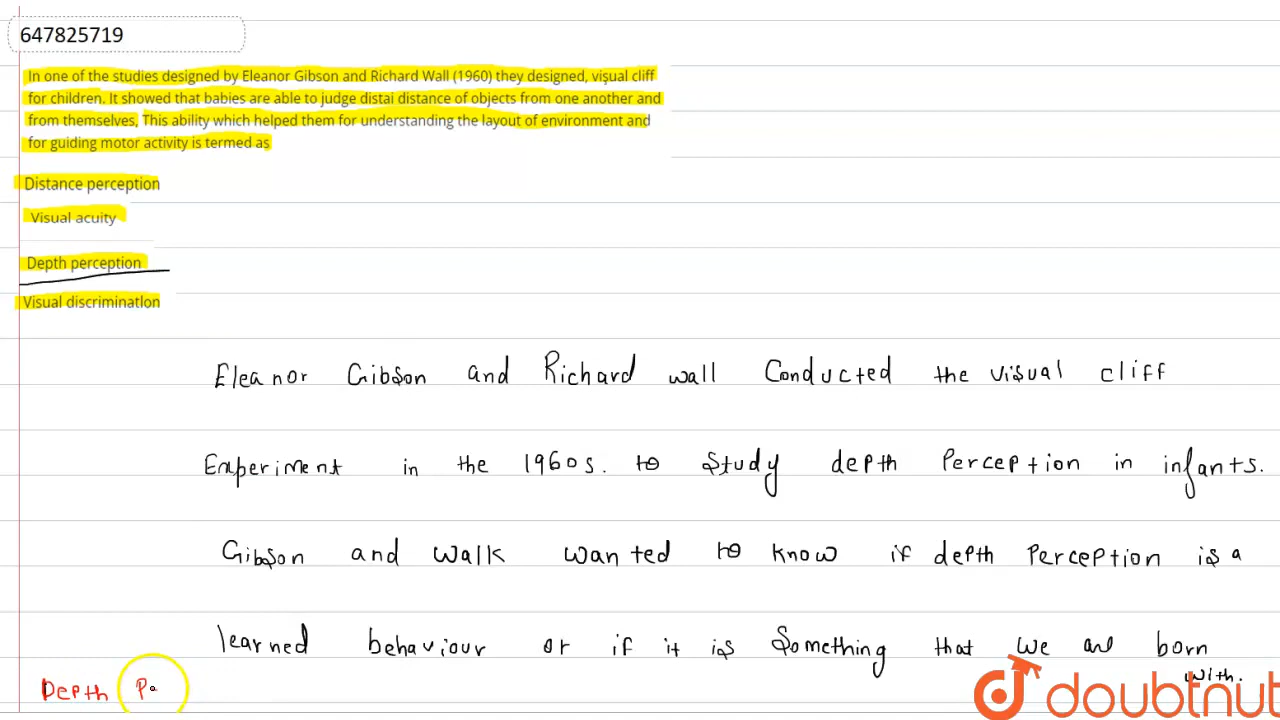 647825719
In one of the studies designed by Eleanor Gibson and Richard Wall (1960) they designed, visual cliff
for children. It showed that babies are able to judge distai distance of objects from one another and
from themselves, This ability which helped them for understanding the layout of environment and
for guiding motor activity is termed as
Distance perception
Visual acuity
Depth perception
Visual discrimination
Eleanor Gibson and Richard wall Conducted the visual cliff
Experiment in the 1960s. to Study depth Perception in infants.
Gibson and walk wanted to know if depth Perception is a
learned behaviour or if it is Something that we are born
with.
Depth P
doubtnut